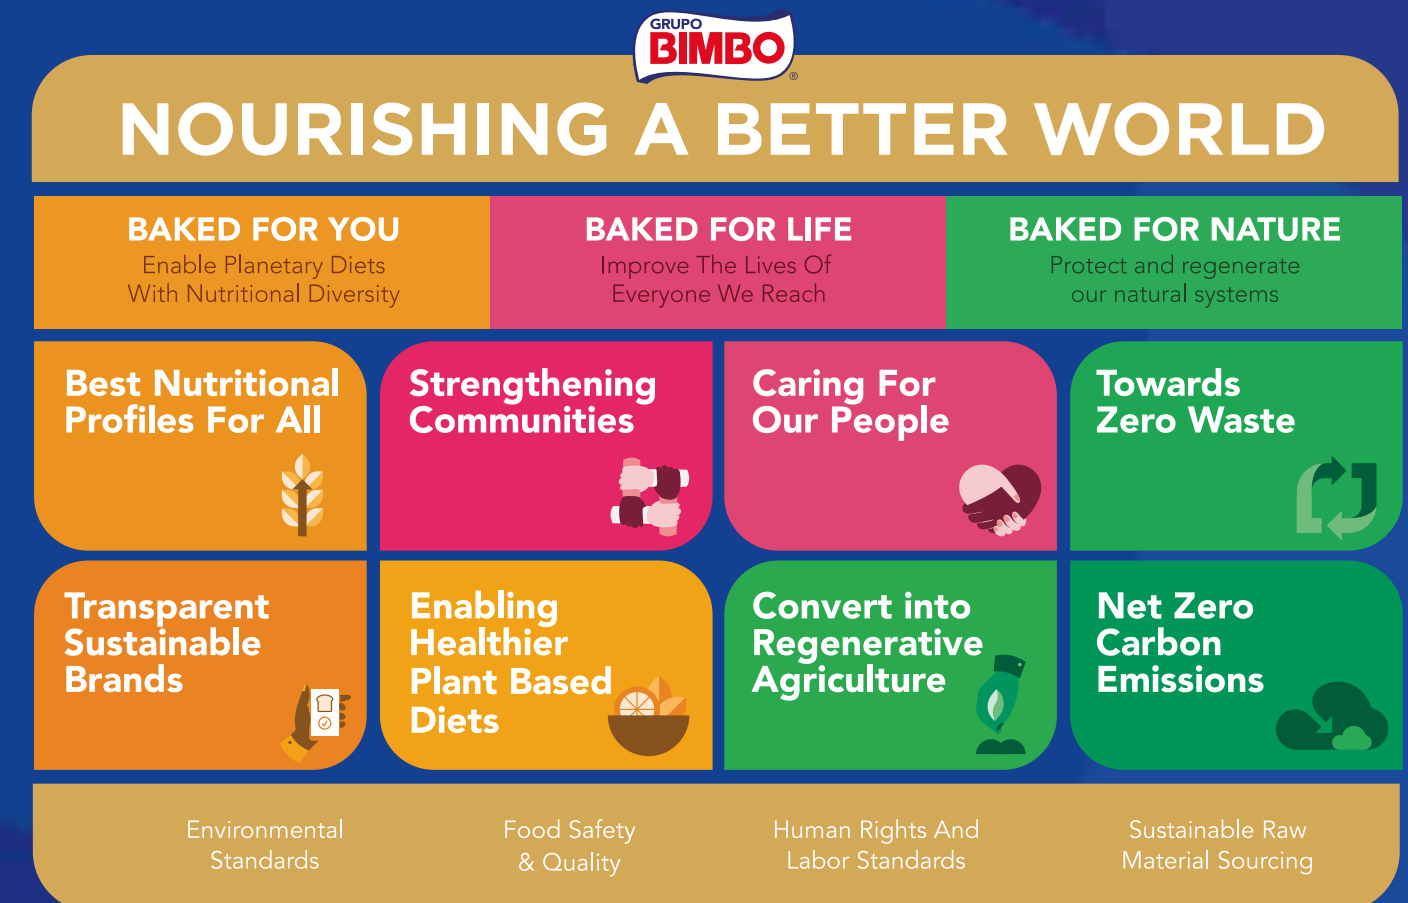 GRUPO
BIMBO
®
NOURISHING A BETTER WORLD
BAKED FOR YOU
Enable Planetary Diets
With Nutritional Diversity
BAKED FOR LIFE
Improve The Lives Of
Everyone We Reach
BAKED FOR NATURE
Protect and regenerate
our natural systems
Best Nutritional
Profiles For All
Strengthening
Communities
Caring For
Our People
Towards
Zero Waste
Transparent
Sustainable
Brands
Enabling
Healthier
Plant Based
Diets
Convert into
Regenerative
Agriculture
Net Zero
Carbon
Emissions
Environmental
Standards
Food Safety
& Quality
Human Rights And
Labor Standards
Sustainable Raw
Material Sourcing